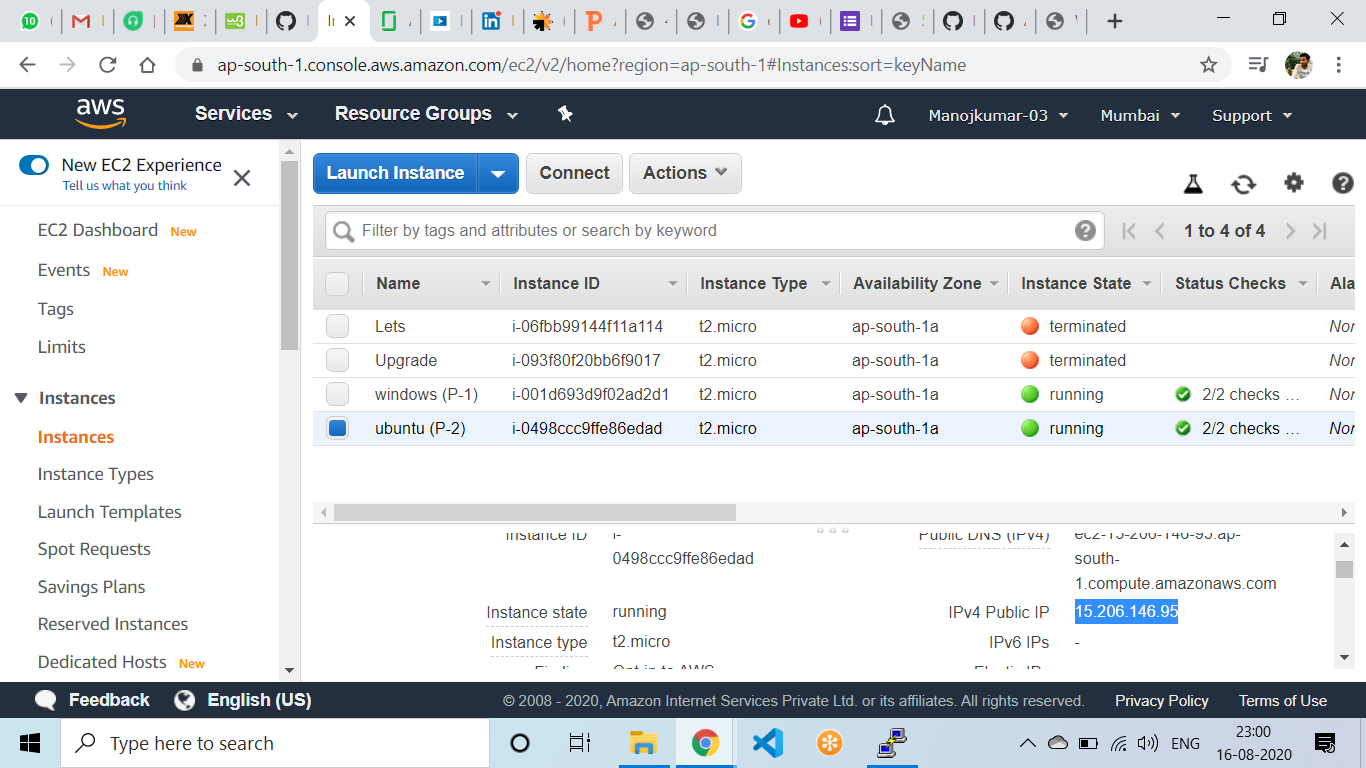 ap-south-1.console.aws.amazon.com/ec2/v2/home?region=ap-south-1#Instances:sort=keyName
aws Services Resource Groups Manojkumar-03 Mumbai Support
New EC2 Experience
Tell us what you think
EC2 Dashboard New
Events New
Tags
Limits
Instances
Instances
Instance Types
Launch Templates
Spot Requests
Savings Plans
Reserved Instances
Dedicated Hosts New
Launch Instance Connect Actions
Filter by tags and attributes or search by keyword 1 to 4 of 4
Name Instance ID Instance Type Availability Zone Instance State Status Checks Ala
Lets i-06fbb99144f11a114 t2.micro ap-south-1a terminated Nor
Upgrade i-093f80f20bb6f9017 t2.micro ap-south-1a terminated Nor
windows (P-1) i-001d693d9f02ad2d1 t2.micro ap-south-1a running 2/2 checks ... Nor
ubuntu (P-2) i-0498ccc9ffe86edad t2.micro ap-south-1a running 2/2 checks ... Nor
Instance ID i-
0498ccc9ffe86edad
Public DNS (IPv4) ec2-15-206-146-95.ap-
south-
1.compute.amazonaws.com
Instance state running IPv4 Public IP 15.206.146.95
Instance type t2.micro IPv6 IPs -
Opt-in to AWS
Feedback English (US) © 2008 - 2020, Amazon Internet Services Private Ltd. or its affiliates. All rights reserved. Privacy Policy Terms of Use
Type here to search ENG 23:00
16-08-2020